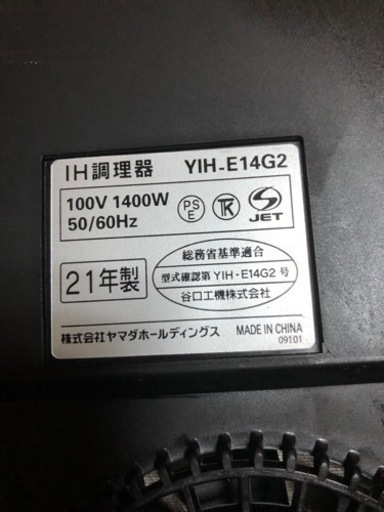 IH調理器 YIH-E14G2
100V 1400W
50/60Hz
PS
E
JET
21年製
総務省基準適合
型式確認第 YIH-E14G2 号
谷口工機株式会社
株式会社ヤマダホールディングス MADE IN CHINA
09101